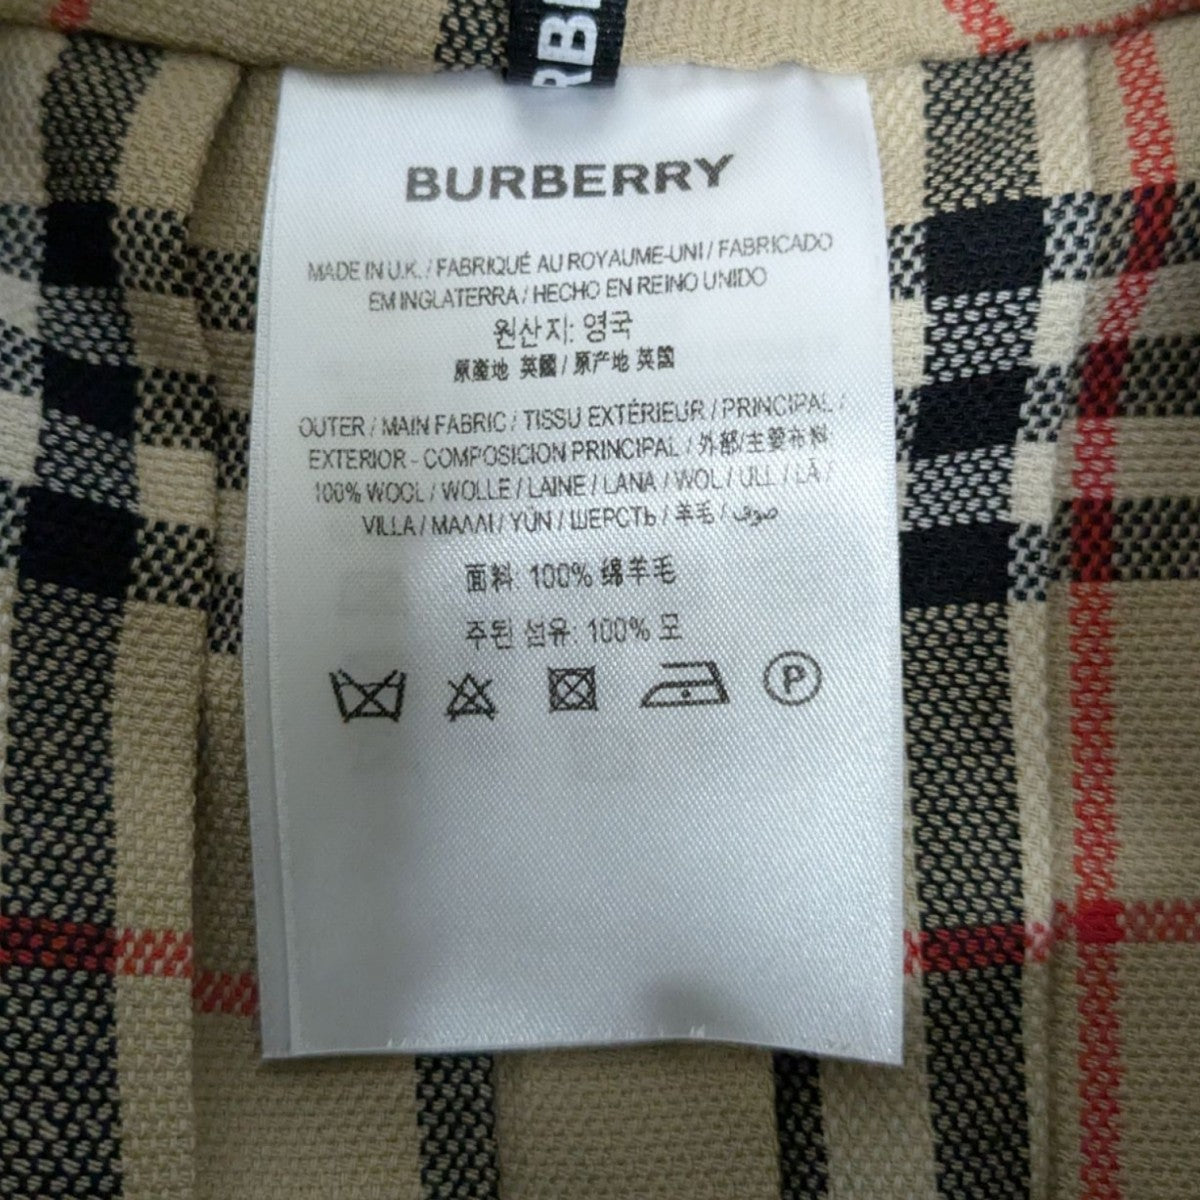 BURBERRY
MADE IN U.K. / FABRIQUÉ AU ROYAUME-UNI / FABRICADO
EM INGLATERRA / HECHO EN REINO UNIDO
원산지: 영국
原產地 英國 / 原产地 英国
OUTER / MAIN FABRIC / TISSU EXTÉRIEUR / PRINCIPAL /
EXTERIOR - COMPOSICION PRINCIPAL / 外部/主要布料
100% WOOL / WOLLE / LAINE / LANA / WOL / ULL / LÃ /
VILLA / ΜΑΛΛΙ / YÜN / ШЕРСТЬ / 羊毛 / صوف
面料: 100% 绵羊毛
주된 섬유: 100% 모
P